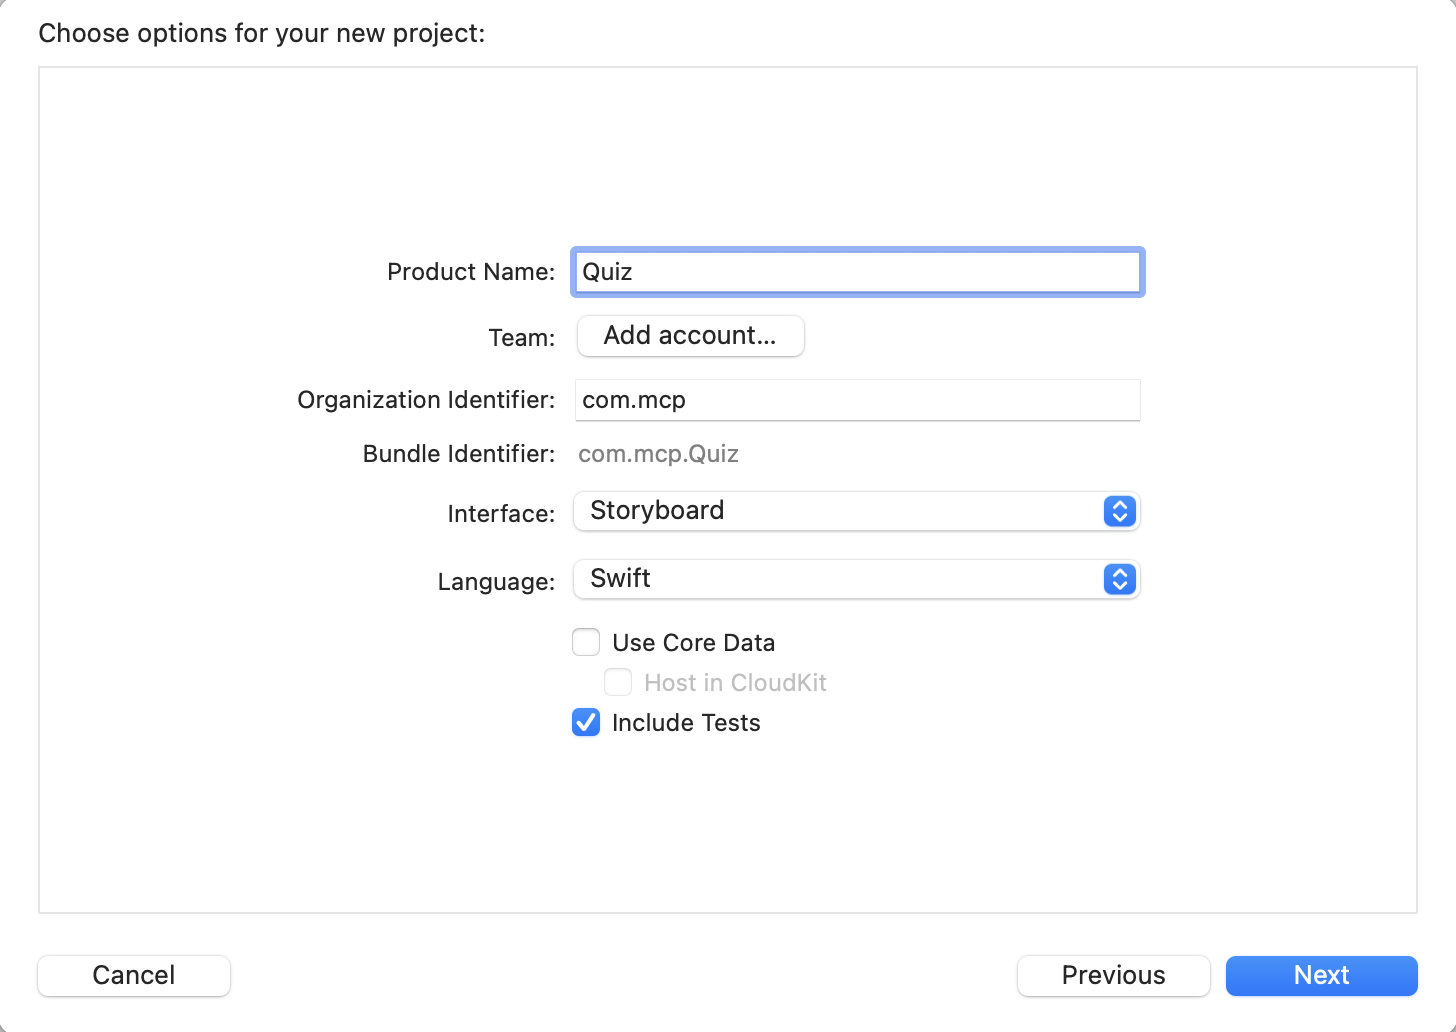 Choose options for your new project:
Product Name: Quiz
Team: Add account...
Organization Identifier: com.mcp
Bundle Identifier: com.mcp.Quiz
Interface: Storyboard
Language: Swift
Use Core Data
Host in CloudKit
Include Tests
Cancel Previous Next